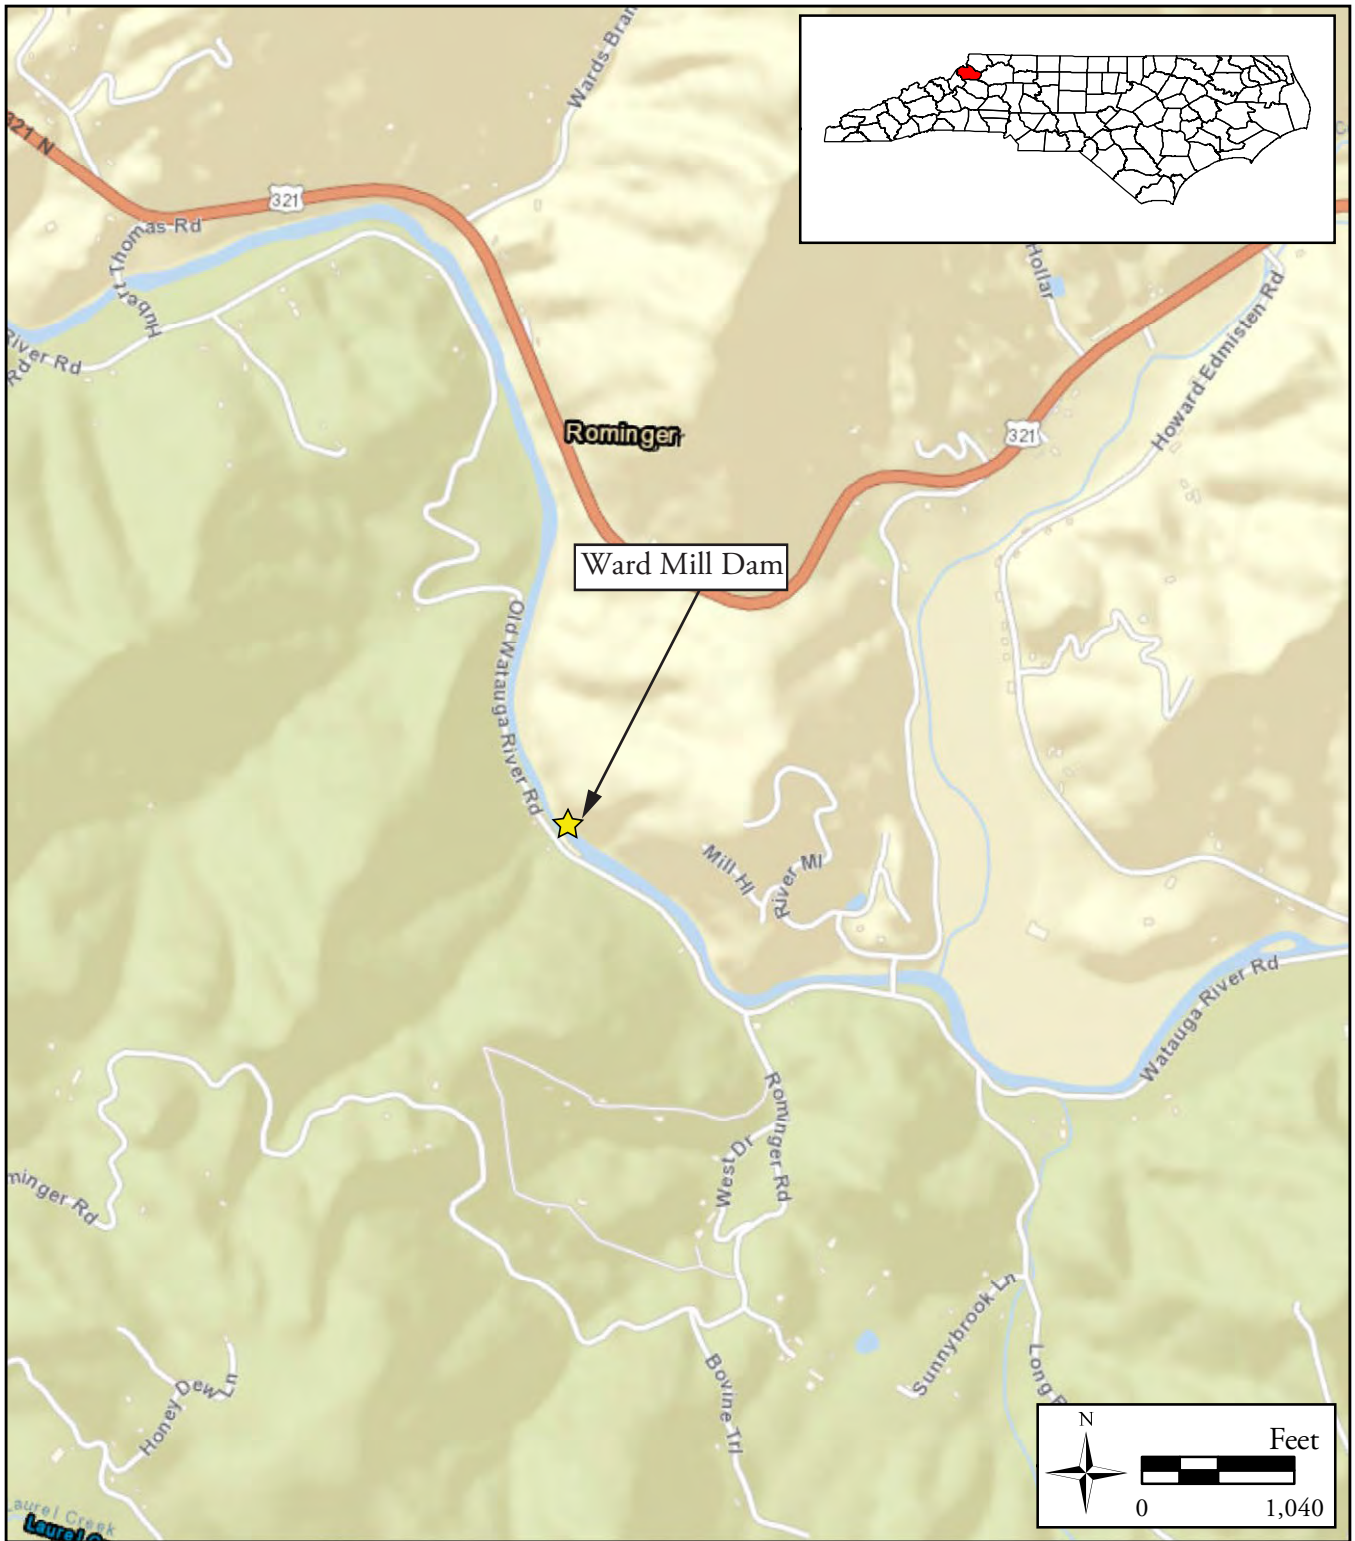 321 N
Wards Bran
321
Hubert Thomas Rd
River Rd
Rd
Hollar
Howard Edmisten Rd
321
Rominger
Ward Mill Dam
Old Watauga River Rd
Mill Hl
River Ml
Watauga River Rd
Rominger Rd
West Dr
minger Rd
Sunnybrook Ln
Long
Bovine Trl
Honey Dew Ln
aurel Creek
N
Feet
0
1,040